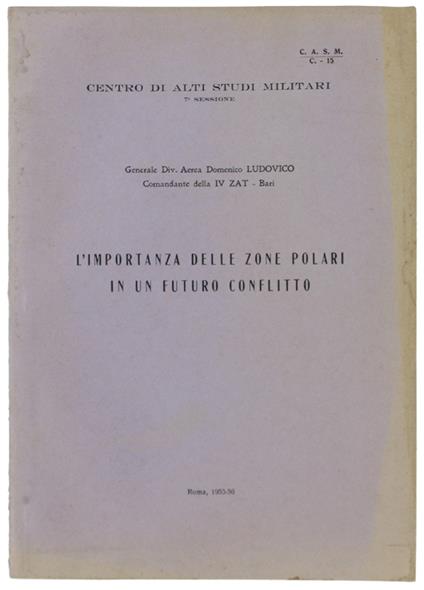 C. A. S. M.
C. - 15
CENTRO DI ALTI STUDI MILITARI
7ª SESSIONE
Generale Div. Aerea Domenico LUDOVICO
Comandante della IV ZAT - Bari
L'IMPORTANZA DELLE ZONE POLARI
IN UN FUTURO CONFLITTO
Roma, 1955-56